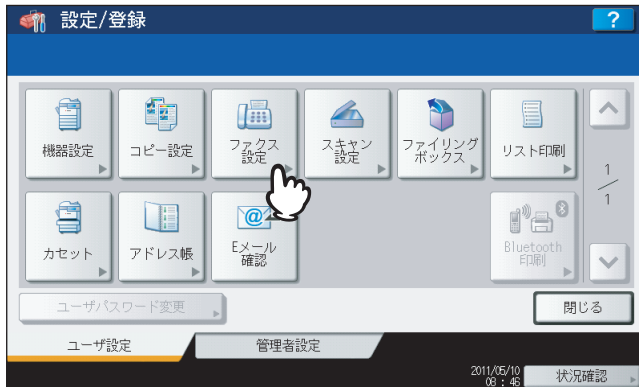 設定/登録
?
機器設定
コピー設定
ファクス
設定
スキャン
設定
ファイリング
ボックス
リスト印刷
1
1
カセット
アドレス帳
@
Eメール
確認
Bluetooth
印刷
ユーザパスワード変更
閉じる
ユーザ設定
管理者設定
2011/05/10
08 : 46
状況確認